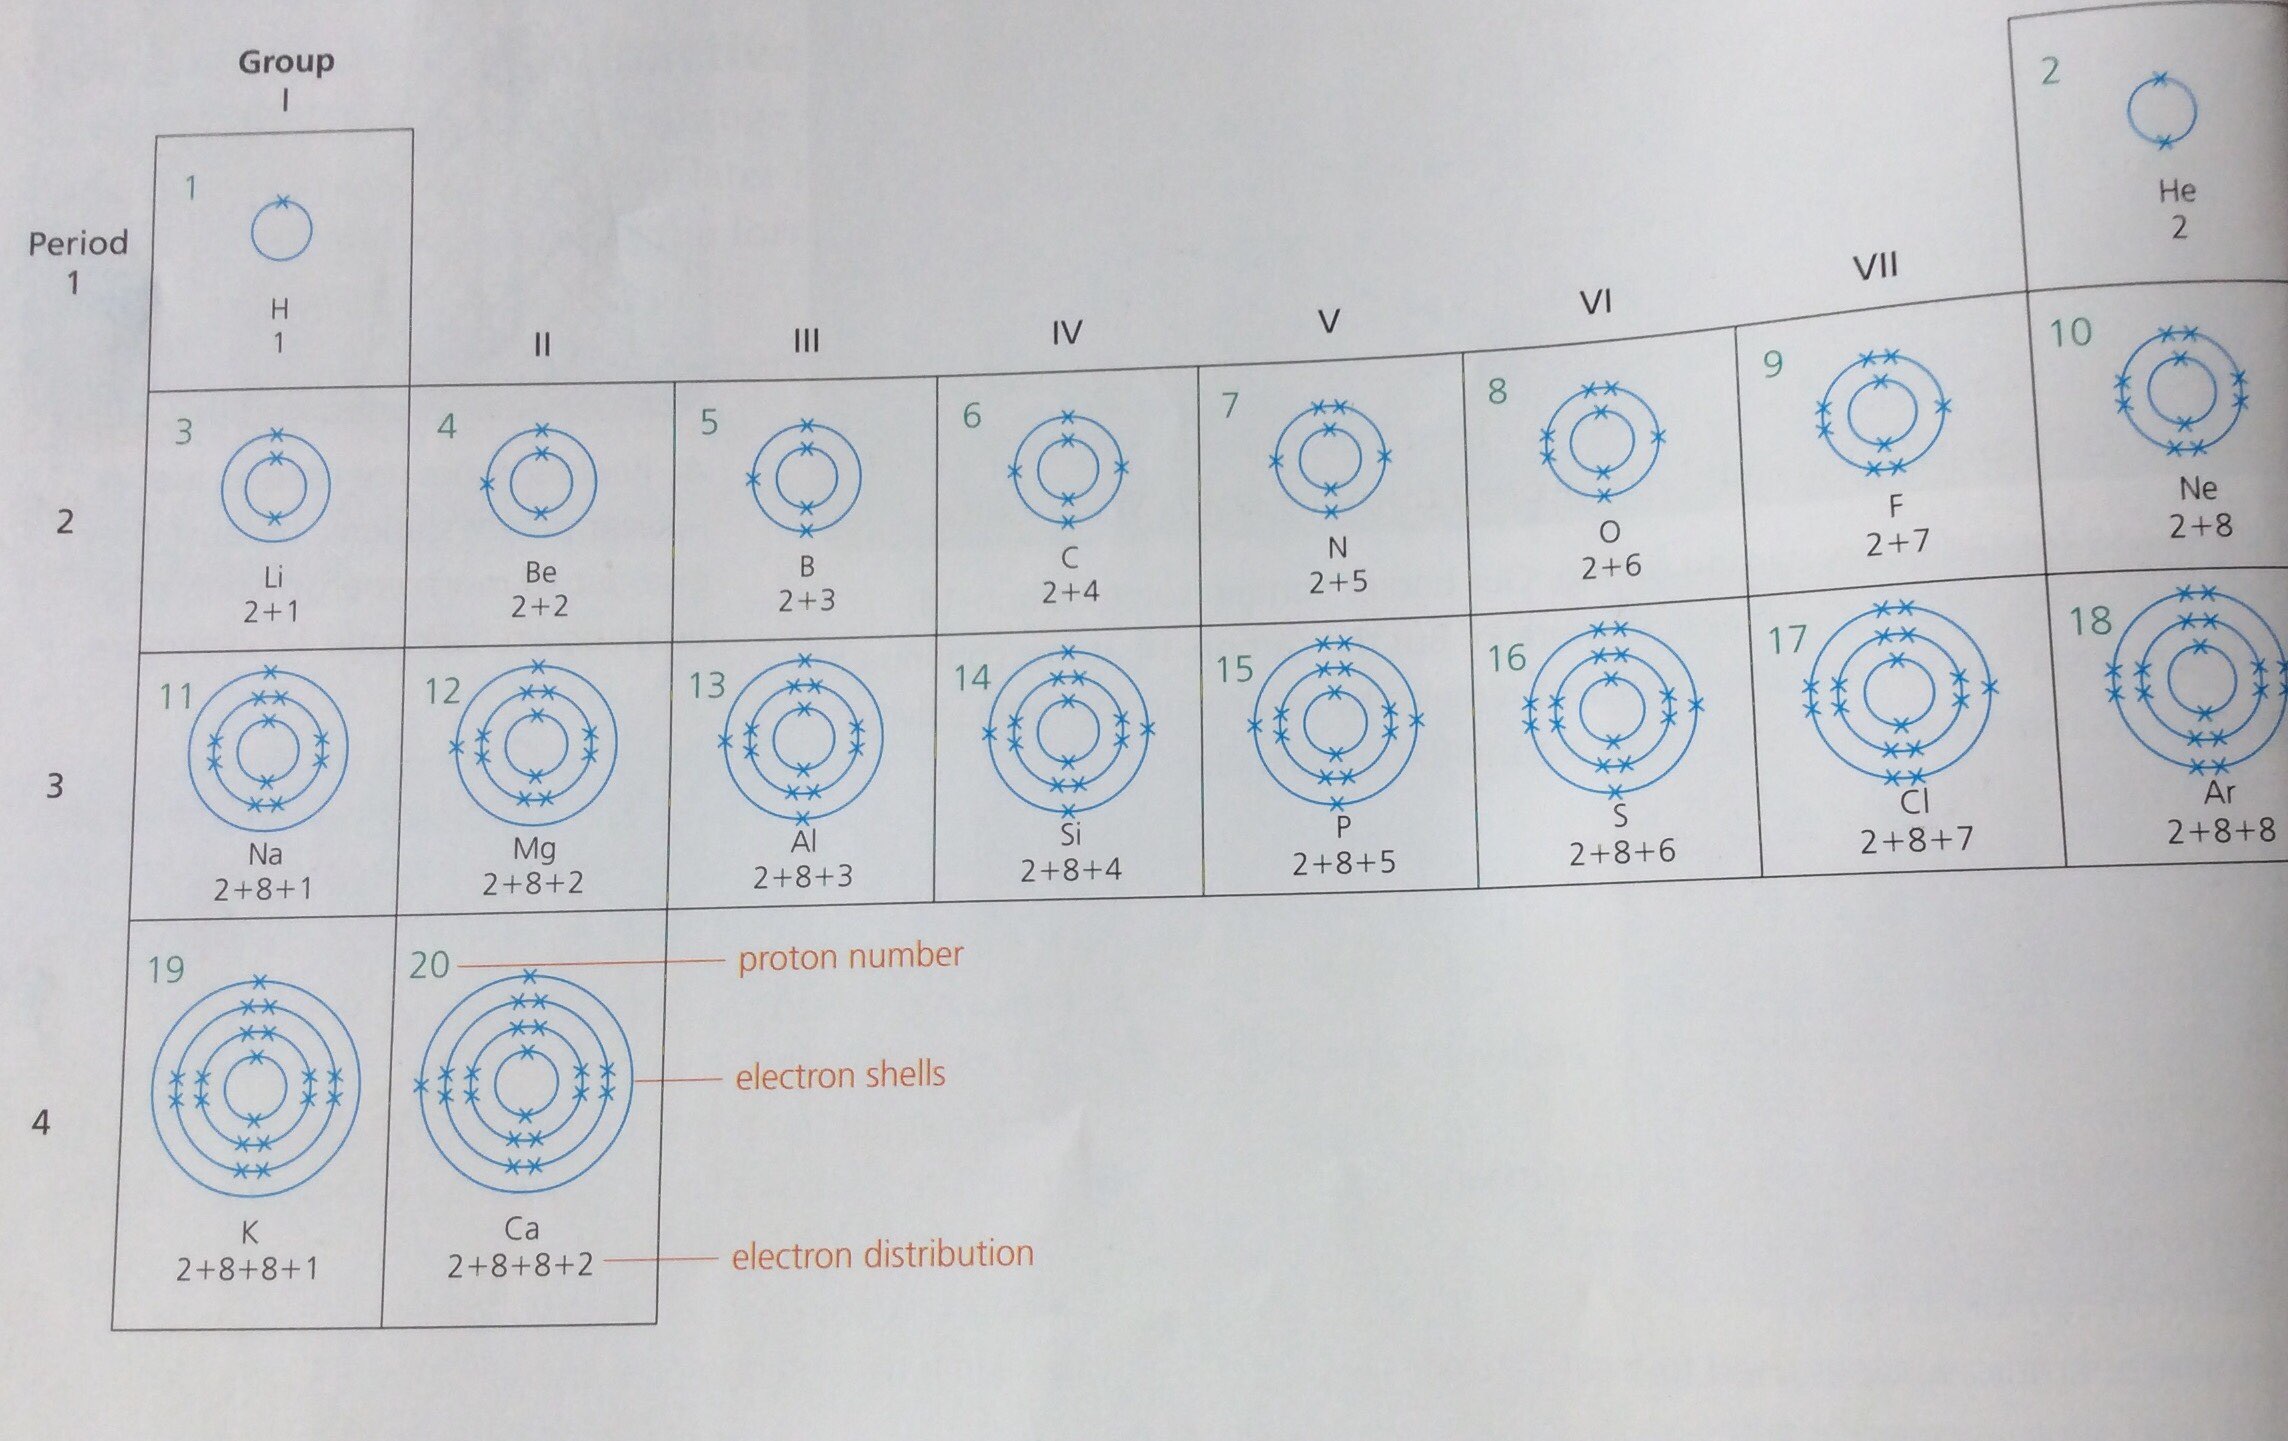 Group
I
Period
1
1
H
1
2
He
2
II
III
IV
V
VI
VII
2
3
Li
2+1
4
Be
2+2
5
B
2+3
6
C
2+4
7
N
2+5
8
O
2+6
9
F
2+7
10
Ne
2+8
3
11
Na
2+8+1
12
Mg
2+8+2
13
Al
2+8+3
14
Si
2+8+4
15
P
2+8+5
16
S
2+8+6
17
Cl
2+8+7
18
Ar
2+8+8
4
19
K
2+8+8+1
20
Ca
2+8+8+2
proton number
electron shells
electron distribution